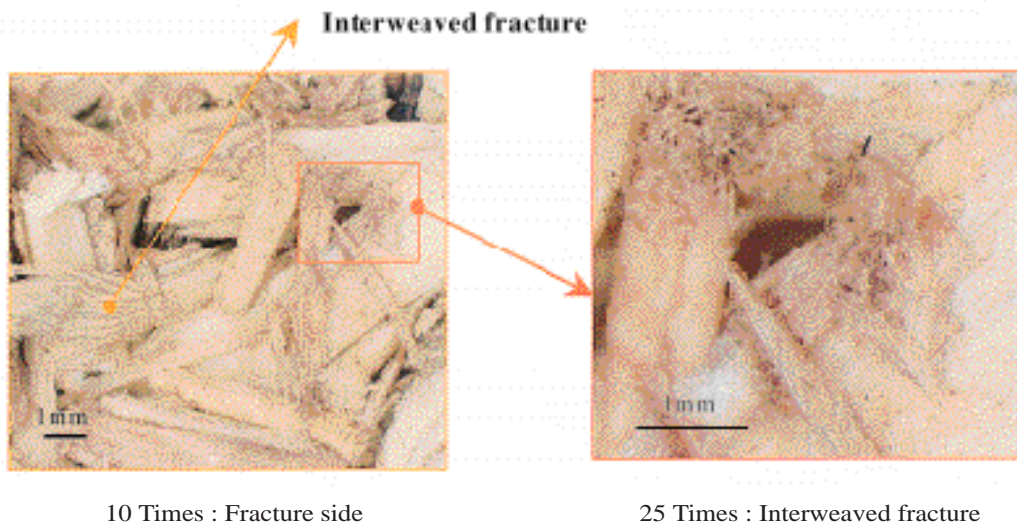 Interweaved fracture
1mm
1mm
10 Times : Fracture side
25 Times : Interweaved fracture